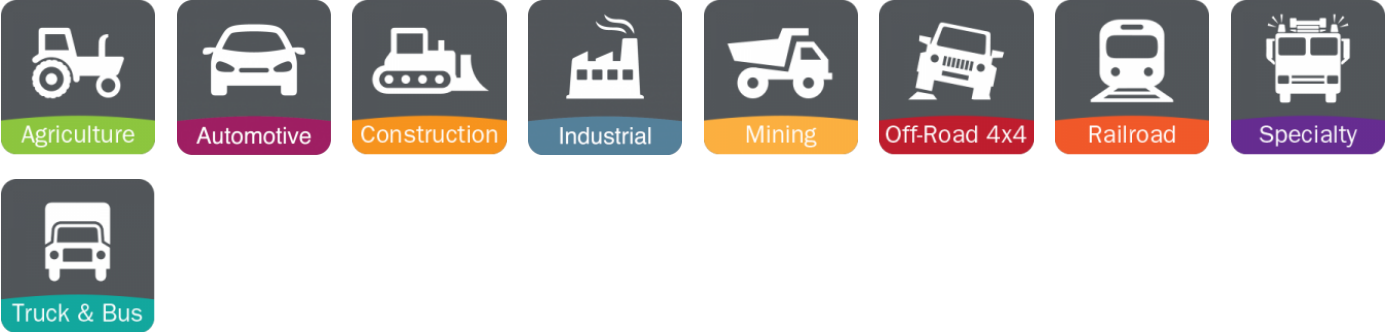 Agriculture
Automotive
Construction
Industrial
Mining
Off-Road 4x4
Railroad
Specialty
Truck & Bus